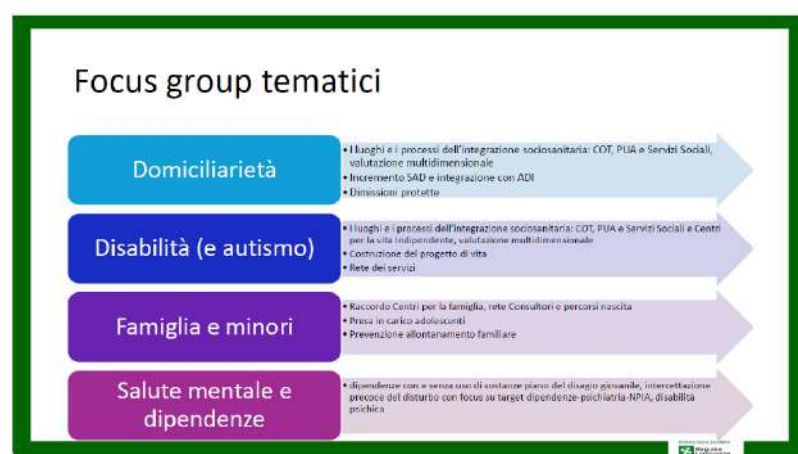 Focus group tematici
Domiciliarietà
• I luoghi e i processi dell'integrazione sociosanitaria: COT, PUA e Servizi Sociali,
valutazione multidimensionale
• Incremento SAD e integrazione con ADI
• Dimissioni protette
Disabilità (e autismo)
• I luoghi e i processi dell'integrazione sociosanitaria: COT, PUA e Servizi Sociali e Centri
per la vita Indipendente, valutazione multidimensionale
• Costruzione del progetto di vita
• Rete dei servizi
Famiglia e minori
• Raccordo Centri per la famiglia, rete Consultori e percorsi nascita
• Presa in carico adolescenti
• Prevenzione allontanamento familiare
Salute mentale e
dipendenze
• dipendenze con e senza uso di sostanze piano del disagio giovanile, intercettazione
precoce del disturbo con focus su target dipendenze-psichiatria-NPIA, disabilità
psichica